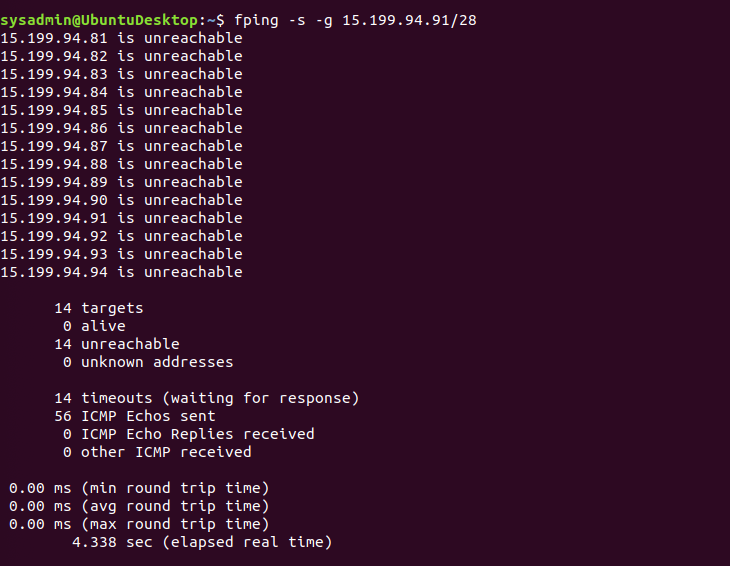 sysadmin@UbuntuDesktop:~$ fping -s -g 15.199.94.91/28
15.199.94.81 is unreachable
15.199.94.82 is unreachable
15.199.94.83 is unreachable
15.199.94.84 is unreachable
15.199.94.85 is unreachable
15.199.94.86 is unreachable
15.199.94.87 is unreachable
15.199.94.88 is unreachable
15.199.94.89 is unreachable
15.199.94.90 is unreachable
15.199.94.91 is unreachable
15.199.94.92 is unreachable
15.199.94.93 is unreachable
15.199.94.94 is unreachable
14 targets
0 alive
14 unreachable
0 unknown addresses
14 timeouts (waiting for response)
56 ICMP Echos sent
0 ICMP Echo Replies received
0 other ICMP received
0.00 ms (min round trip time)
0.00 ms (avg round trip time)
0.00 ms (max round trip time)
4.338 sec (elapsed real time)